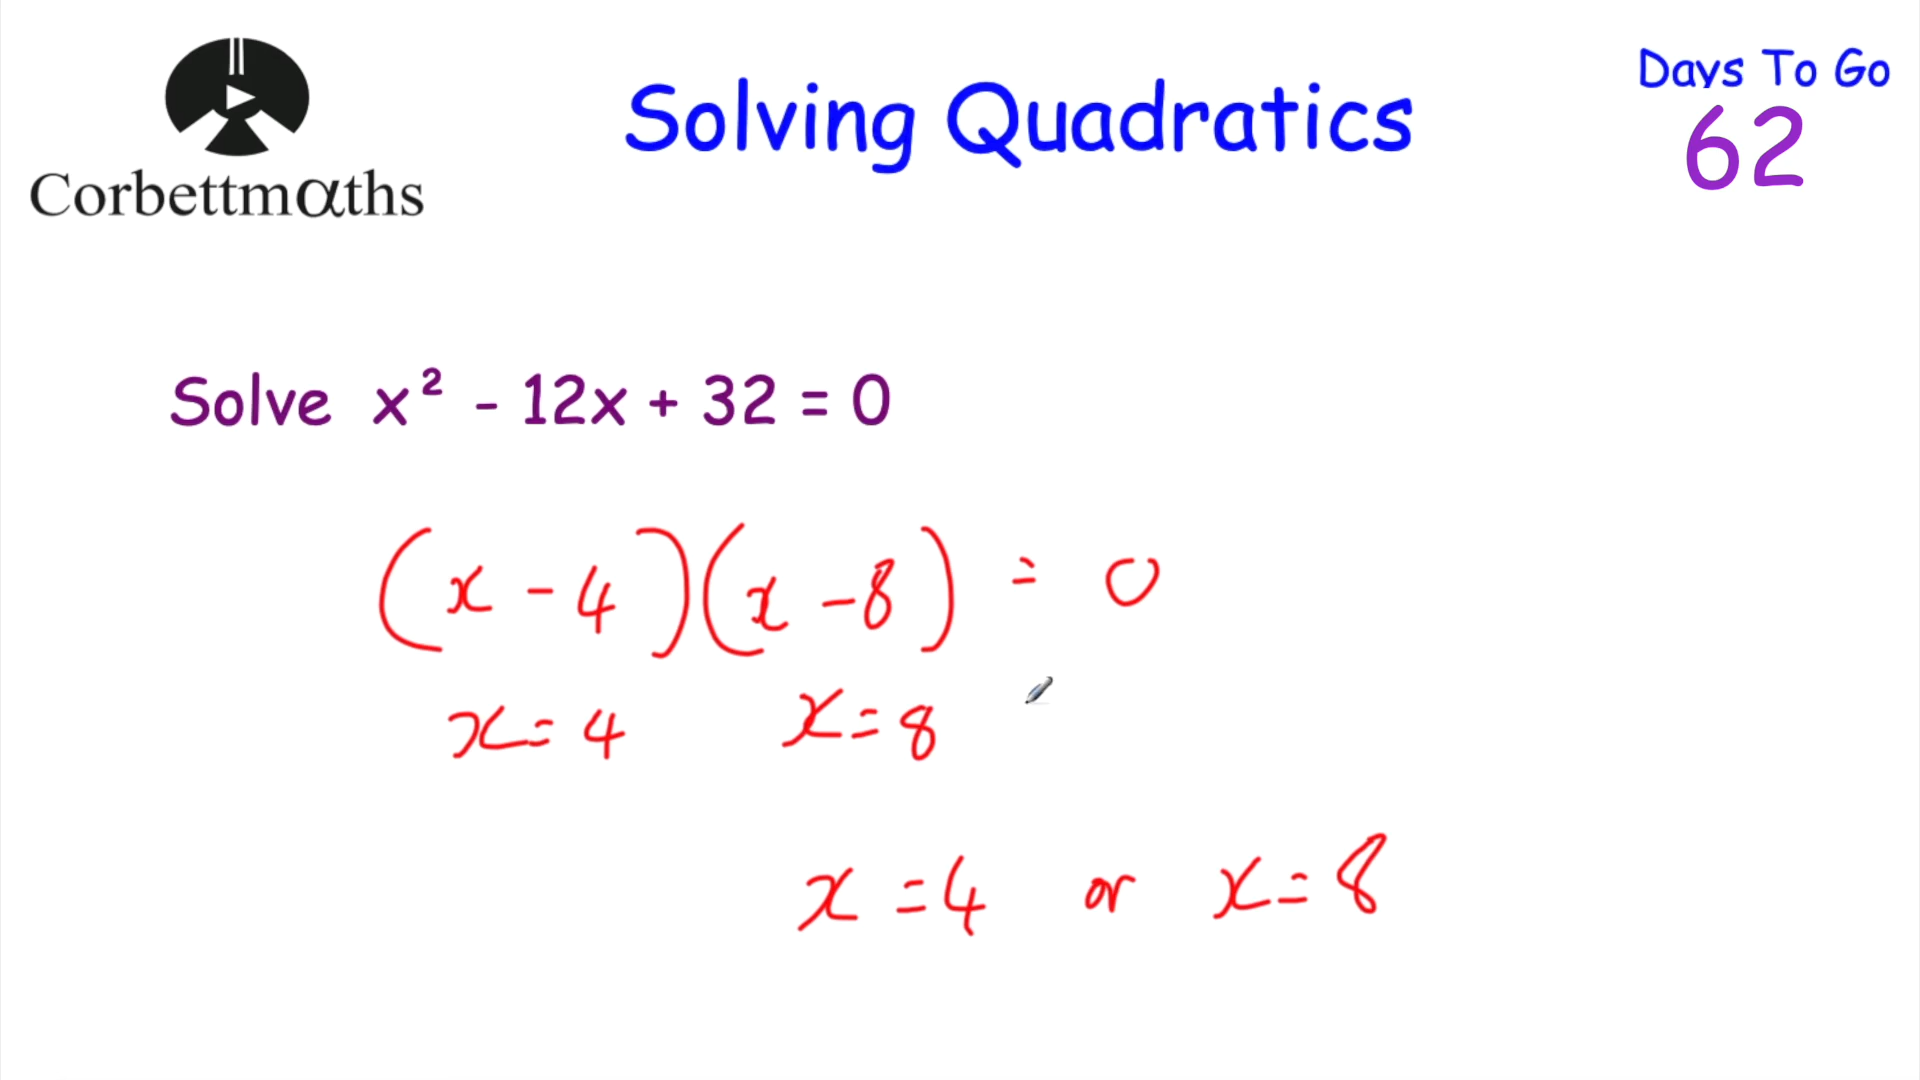 Corbettmαths
Solving Quadratics
Days To Go
62
Solve x² - 12x + 32 = 0
(x - 4)(x - 8) = 0
x = 4 x = 8
x = 4 or x = 8